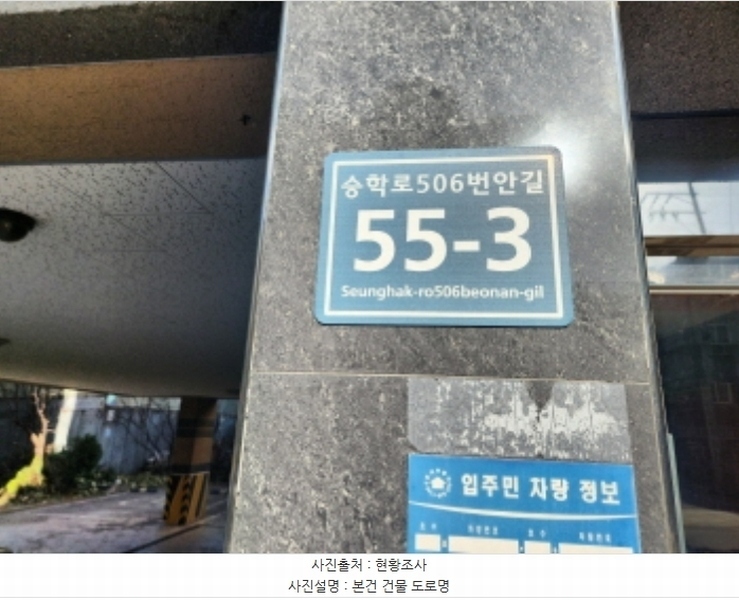 승학로506번안길
55-3
Seunghak-ro506beonan-gil
입주민 차량 정보
사진출처 : 현황조사
사진설명 : 본건 건물 도로명